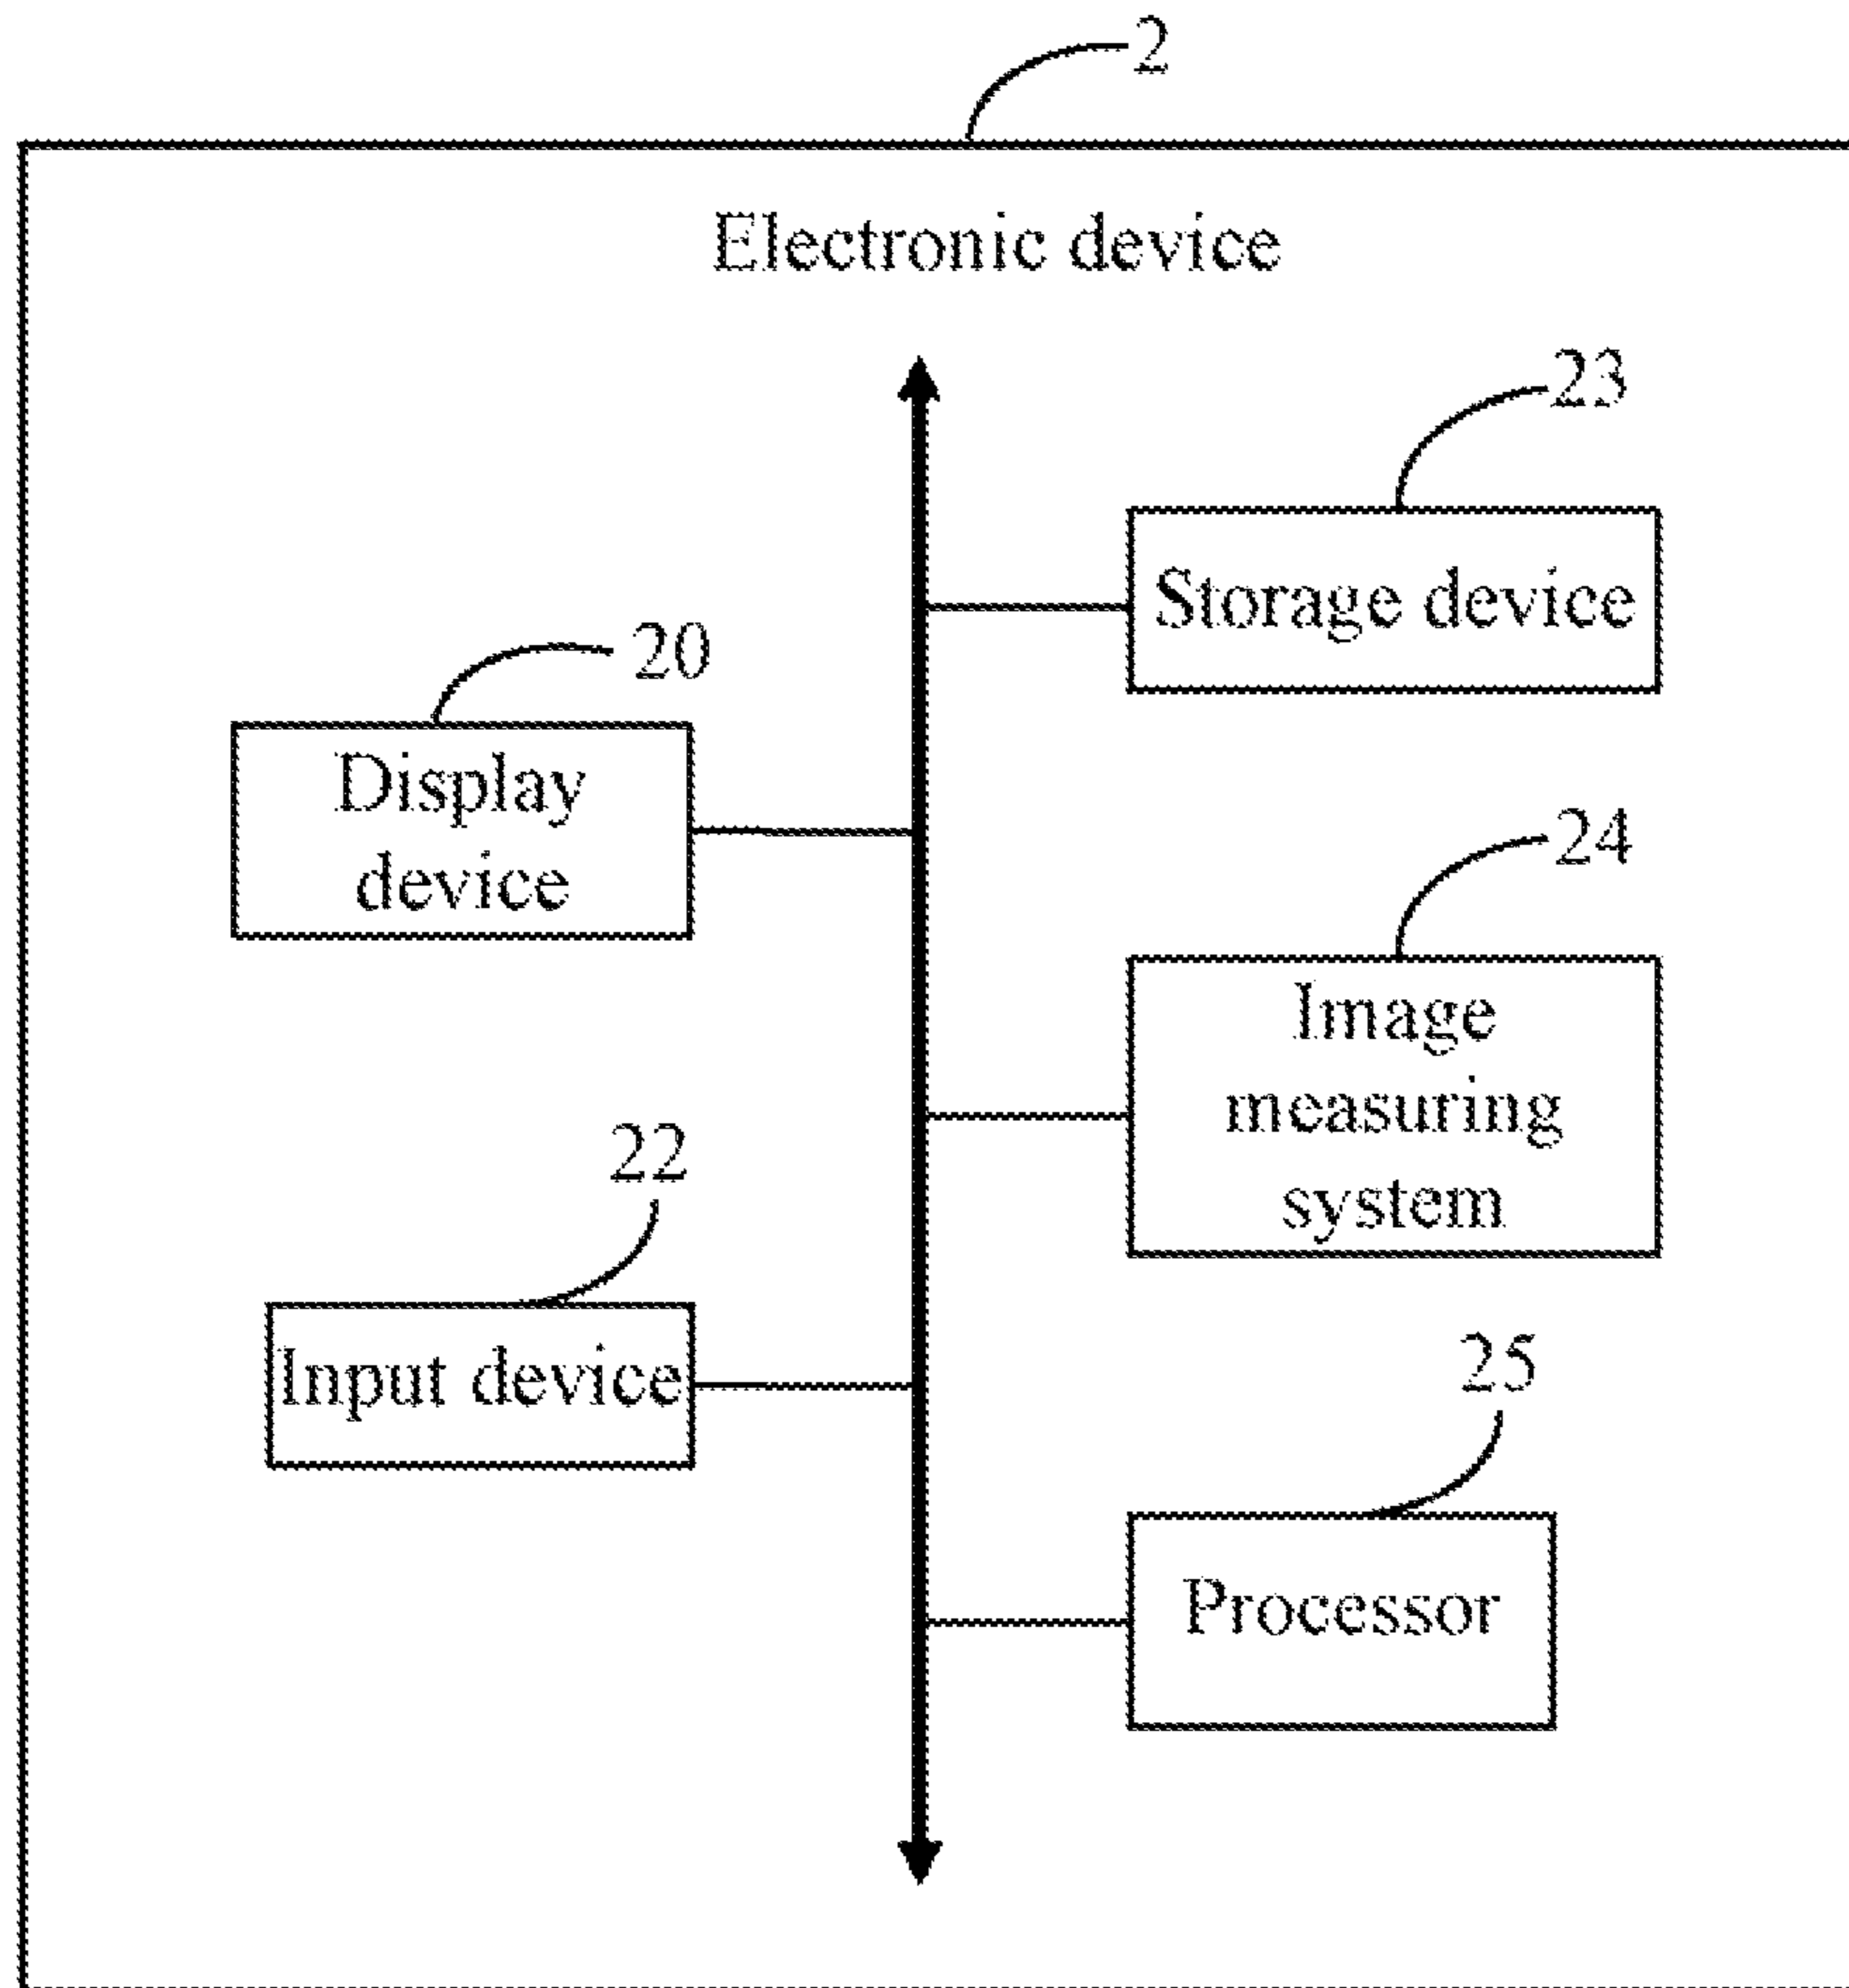 2
Electronic device
23
Storage device
20
Display
device
24
Image
measuring
system
22
Input device
25
Processor